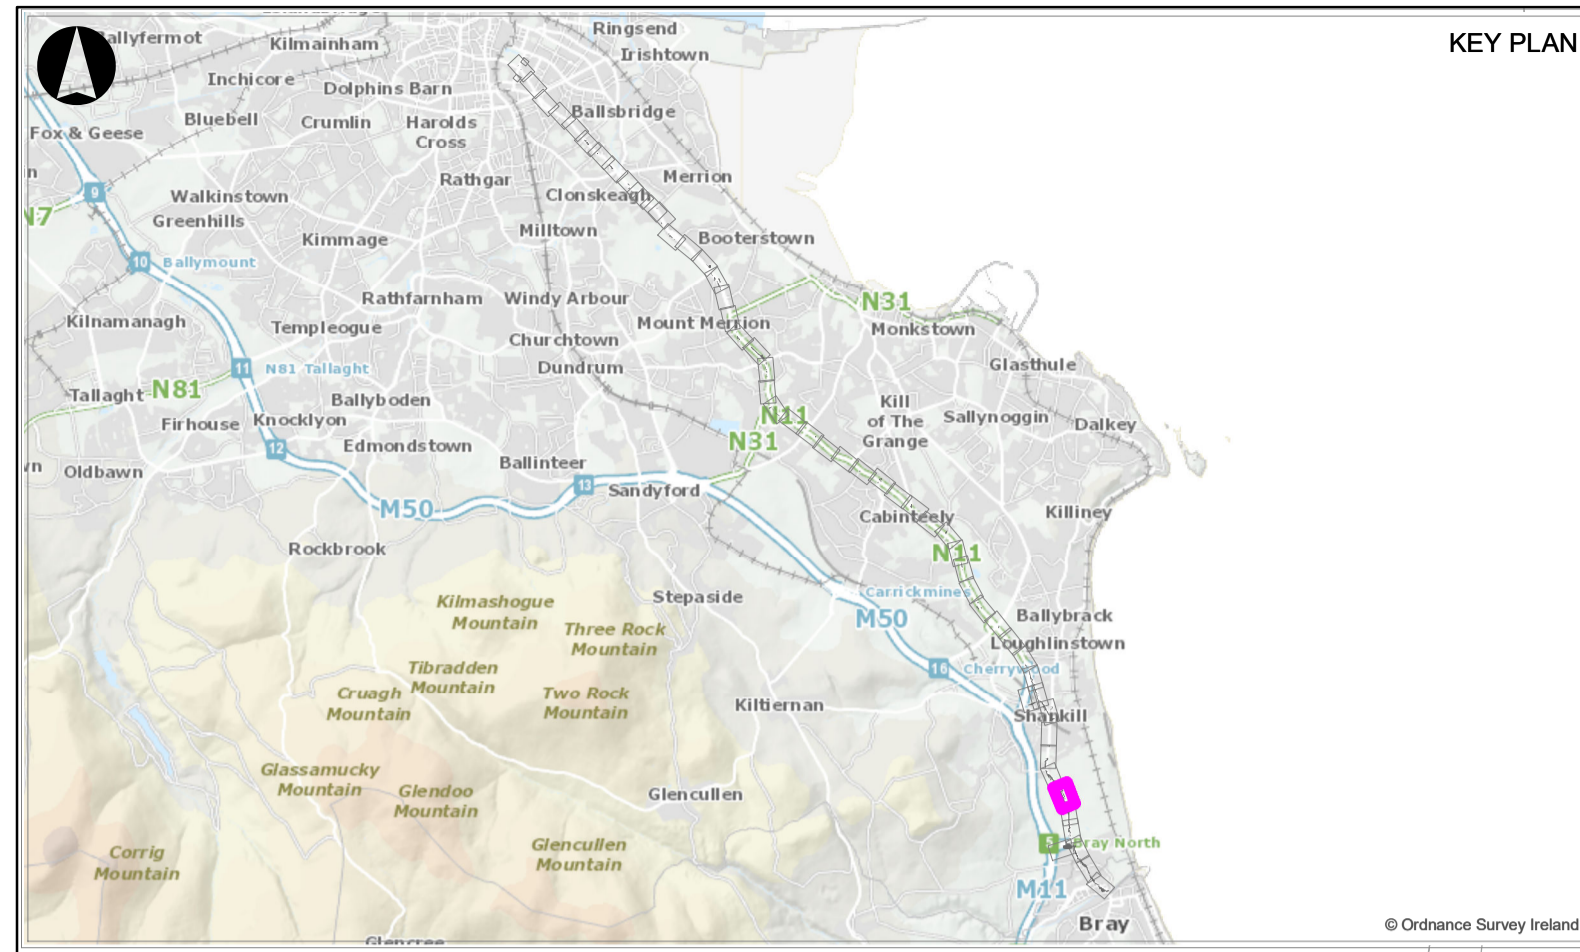 KEY PLAN
Ringsend
Ballyfermot
Kilmainham
Irishtown
Inchicore
Dolphins Barn
Ballsbridge
Bluebell
Crumlin
Harolds
Cross
Fox & Geese
Merrion
Rathgar
9
Walkinstown
Clonskeagh
N7
Greenhills
Milltown
Kimmage
Booterstown
10
Ballymount
Rathfarnham
Windy Arbour
N31
Kilnamanagh
Templeogue
Mount Merrion
Monkstown
Churchtown
11
N81 Tallaght
Dundrum
Glasthule
Tallaght
N81
Ballyboden
Kill
of The
Grange
N11
Sallynoggin
Firhouse
Knocklyon
Dalkey
N31
12
Edmondstown
Oldbawn
Ballinteer
13
Sandyford
M50
Cabinteely
Killiney
Rockbrook
N11
Carrickmines
Stepaside
Kilmashogue
Mountain
M50
Ballybrack
Three Rock
Mountain
Loughlinstown
Tibradden
Mountain
16
Cherrywood
Cruagh
Mountain
Two Rock
Mountain
Kiltiernan
Shankill
Glassamucky
Mountain
Glendoo
Mountain
Glencullen
Glencullen
Mountain
5
Bray North
Corrig
Mountain
M11
Bray
© Ordnance Survey Ireland
Glencree